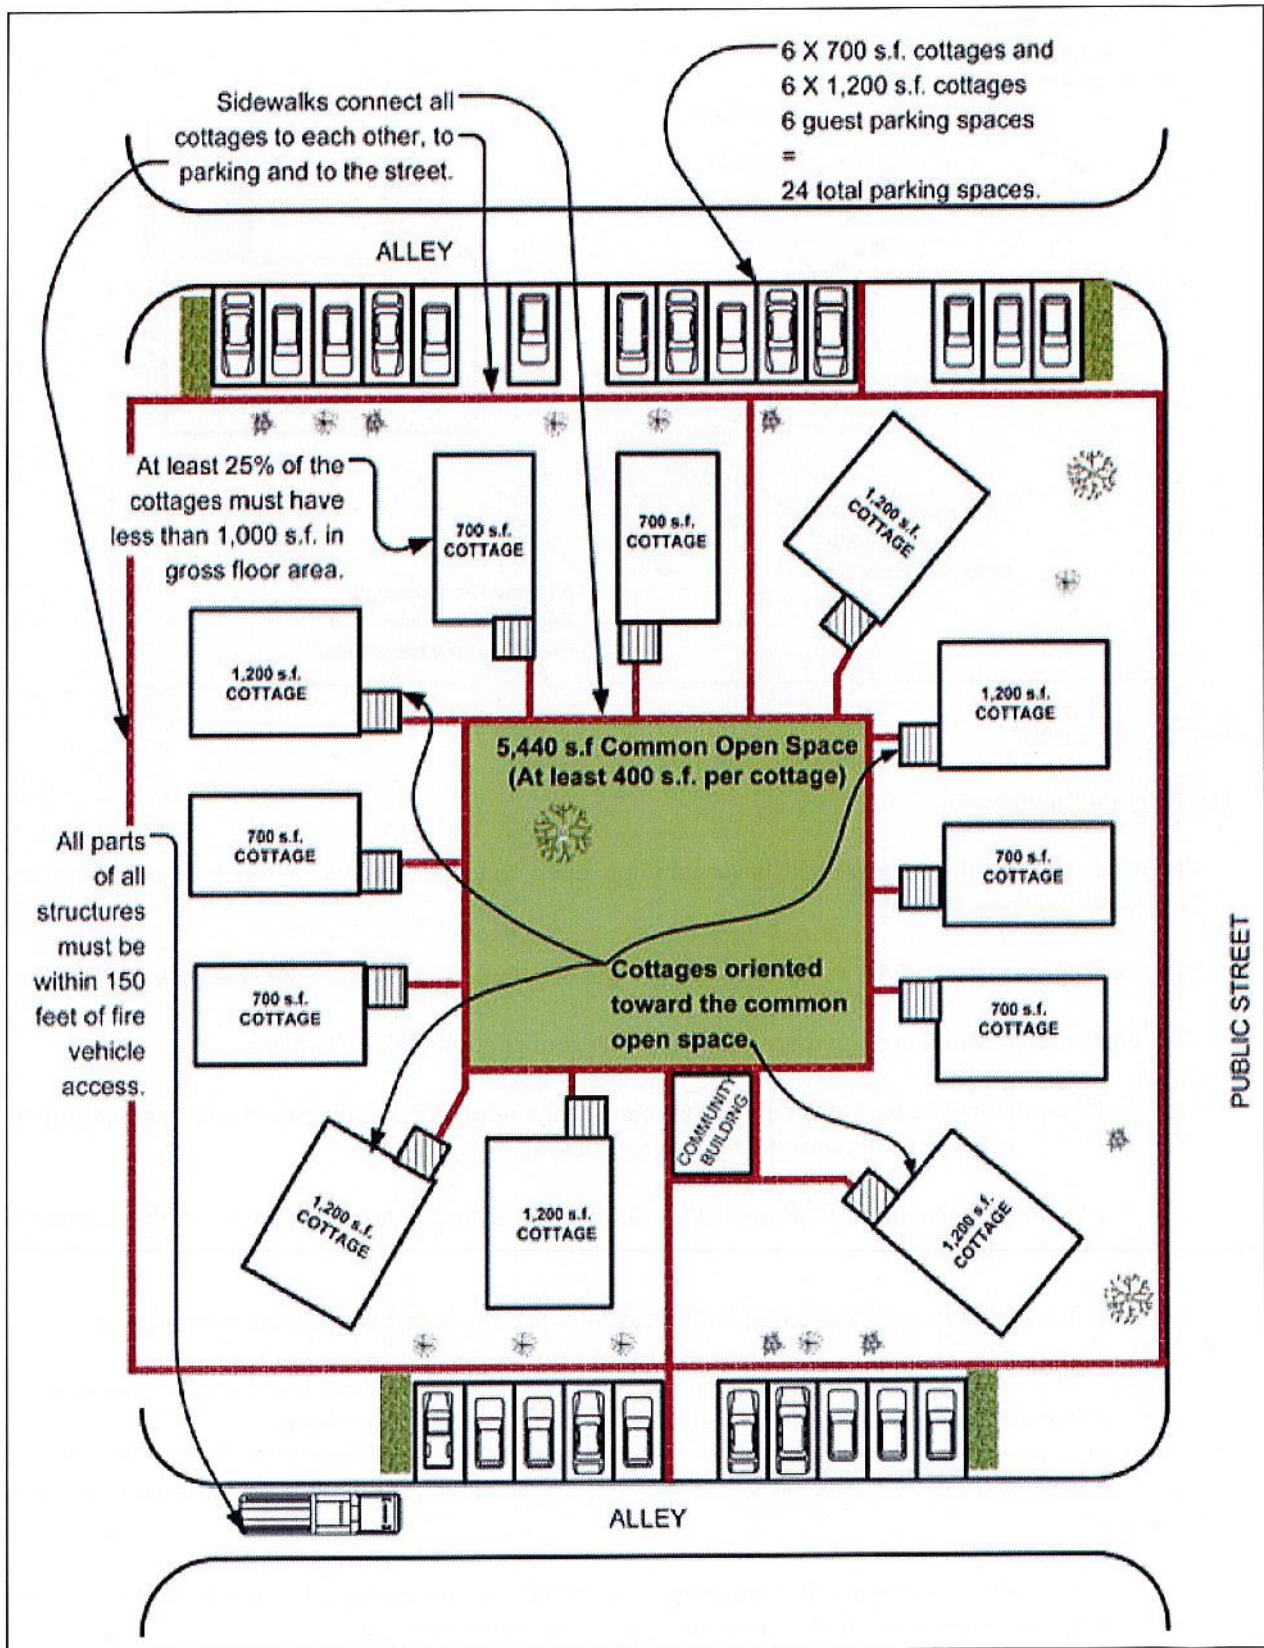 6 X 700 s.f. cottages and
6 X 1,200 s.f. cottages
6 guest parking spaces
=
24 total parking spaces.
Sidewalks connect all
cottages to each other, to
parking and to the street.
ALLEY
At least 25% of the
cottages must have
less than 1,000 s.f. in
gross floor area.
700 s.f.
COTTAGE
700 s.f.
COTTAGE
1,200 s.f.
COTTAGE
1,200 s.f.
COTTAGE
1,200 s.f.
COTTAGE
5,440 s.f Common Open Space
(At least 400 s.f. per cottage)
All parts
of all
structures
must be
within 150
feet of fire
vehicle
access.
700 s.f.
COTTAGE
700 s.f.
COTTAGE
700 s.f.
COTTAGE
700 s.f.
COTTAGE
Cottages oriented
toward the common
open space.
PUBLIC STREET
COMMUNITY
BUILDING
1,200 s.f.
COTTAGE
1,200 s.f.
COTTAGE
1,200 s.f.
COTTAGE
ALLEY